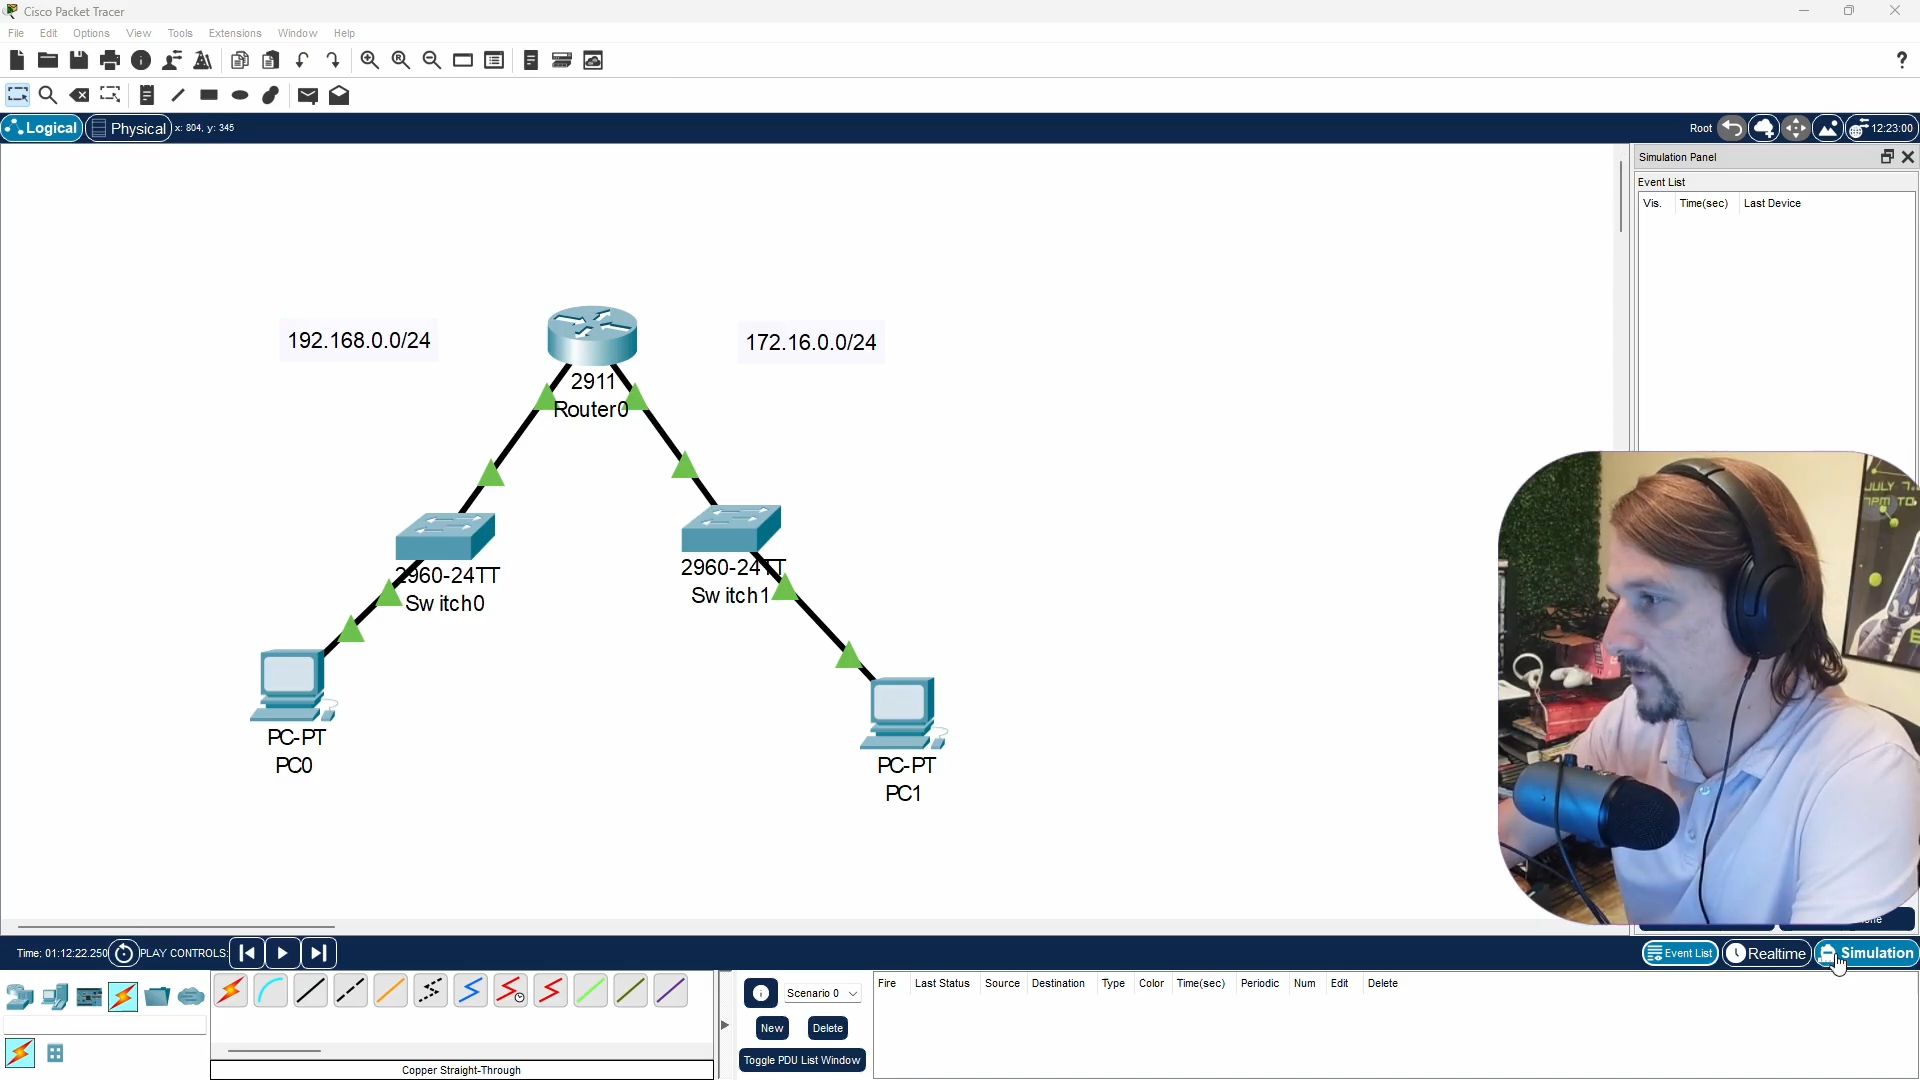 Cisco Packet Tracer
File Edit Options View Tools Extensions Window Help
Logical Physical x: 804, y: 345 Root 12:23:00
Simulation Panel
Event List
Vis. Time(sec) Last Device
192.168.0.0/24
172.16.0.0/24
2911
Router0
2960-24TT
Switch0
2960-24TT
Switch1
PC-PT
PC0
PC-PT
PC1
JULY 7
7PM TO
Time: 01:12:22.250 PLAY CONTROLS:
Event List Realtime Simulation
Scenario 0
New Delete
Toggle PDU List Window
Fire Last Status Source Destination Type Color Time(sec) Periodic Num Edit Delete
Copper Straight-Through